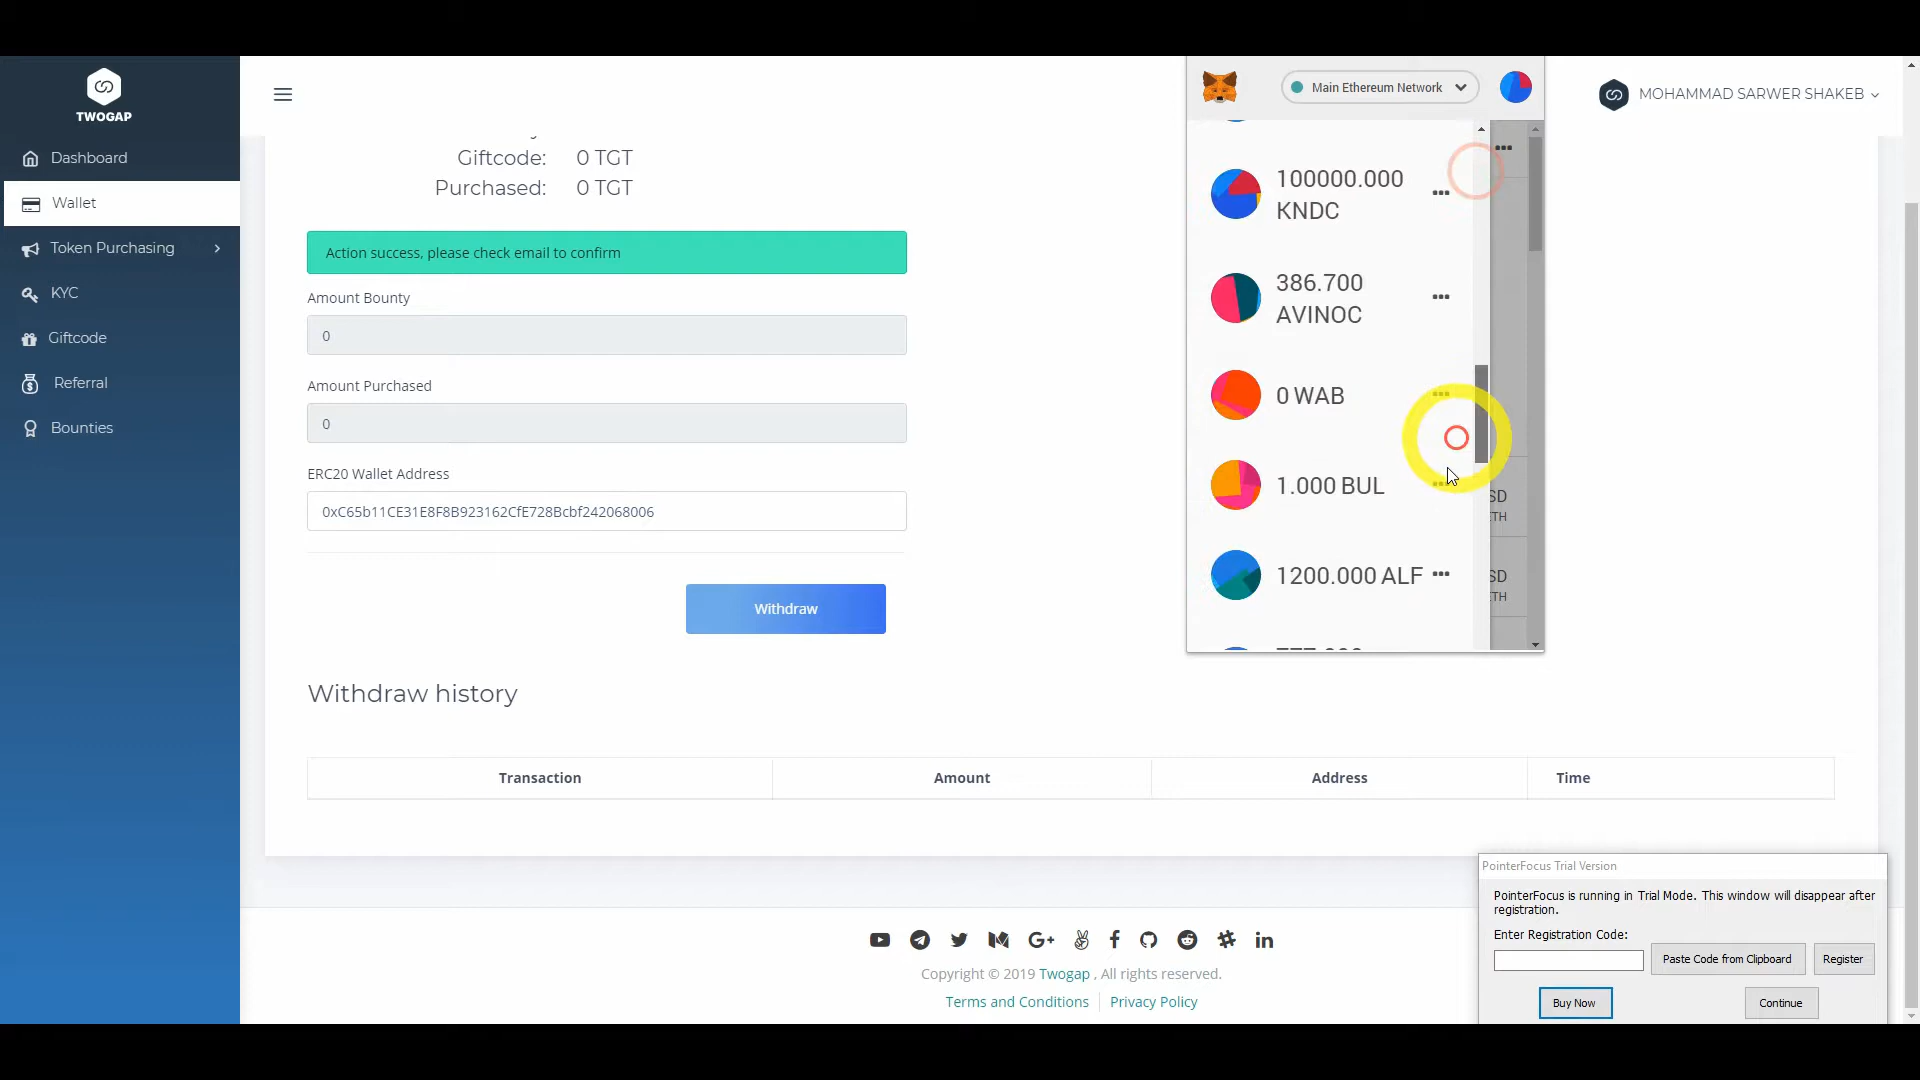 TWOGAP
Dashboard
Wallet
Token Purchasing
KYC
Giftcode
Referral
Bounties
MOHAMMAD SARWER SHAKEB
Giftcode: 0 TGT
Purchased: 0 TGT
Action success, please check email to confirm
Amount Bounty
0
Amount Purchased
0
ERC20 Wallet Address
0xC65b11CE31E8F8B923162CfE728Bcbf242068006
Withdraw
Withdraw history
Transaction Amount Address Time
Main Ethereum Network
100000.000
KNDC
386.700
AVINOC
0 WAB
1.000 BUL
1200.000 ALF
SD
TH
SD
TH
Copyright © 2019 Twogap , All rights reserved.
Terms and Conditions Privacy Policy
PointerFocus Trial Version
PointerFocus is running in Trial Mode. This window will disappear after
registration.
Enter Registration Code:
Paste Code from Clipboard
Register
Buy Now
Continue